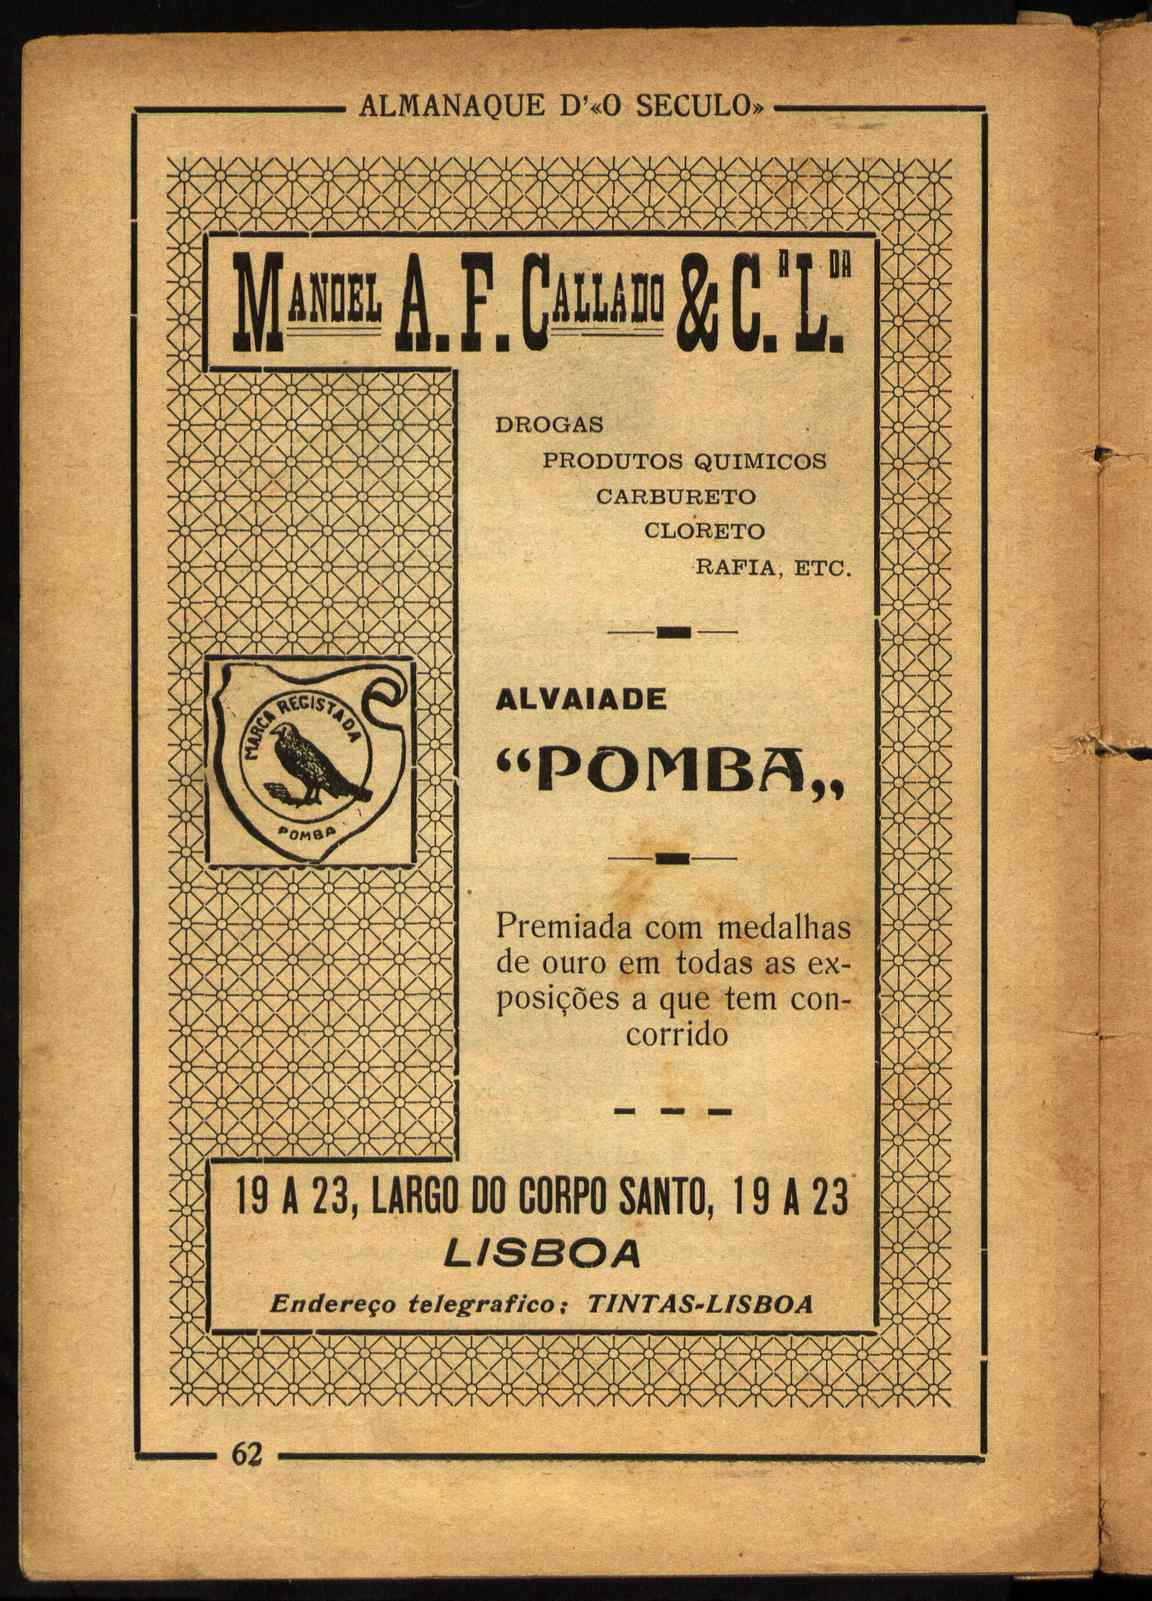 ALMANAQUE D'«O SECULO»
MANOEL A. F. CALLADO & C.A L.DA
DROGAS
PRODUTOS QUIMICOS
CARBURETO
CLORETO
RAFIA, ETC.
MARCA REGISTADA
POMBA
ALVAIADE
“POMBA„
Premiada com medalhas
de ouro em todas as ex-
posições a que tem con-
corrido
19 A 23, LARGO DO CORPO SANTO, 19 A 23
LISBOA
Endereço telegrafico: TINTAS-LISBOA
62